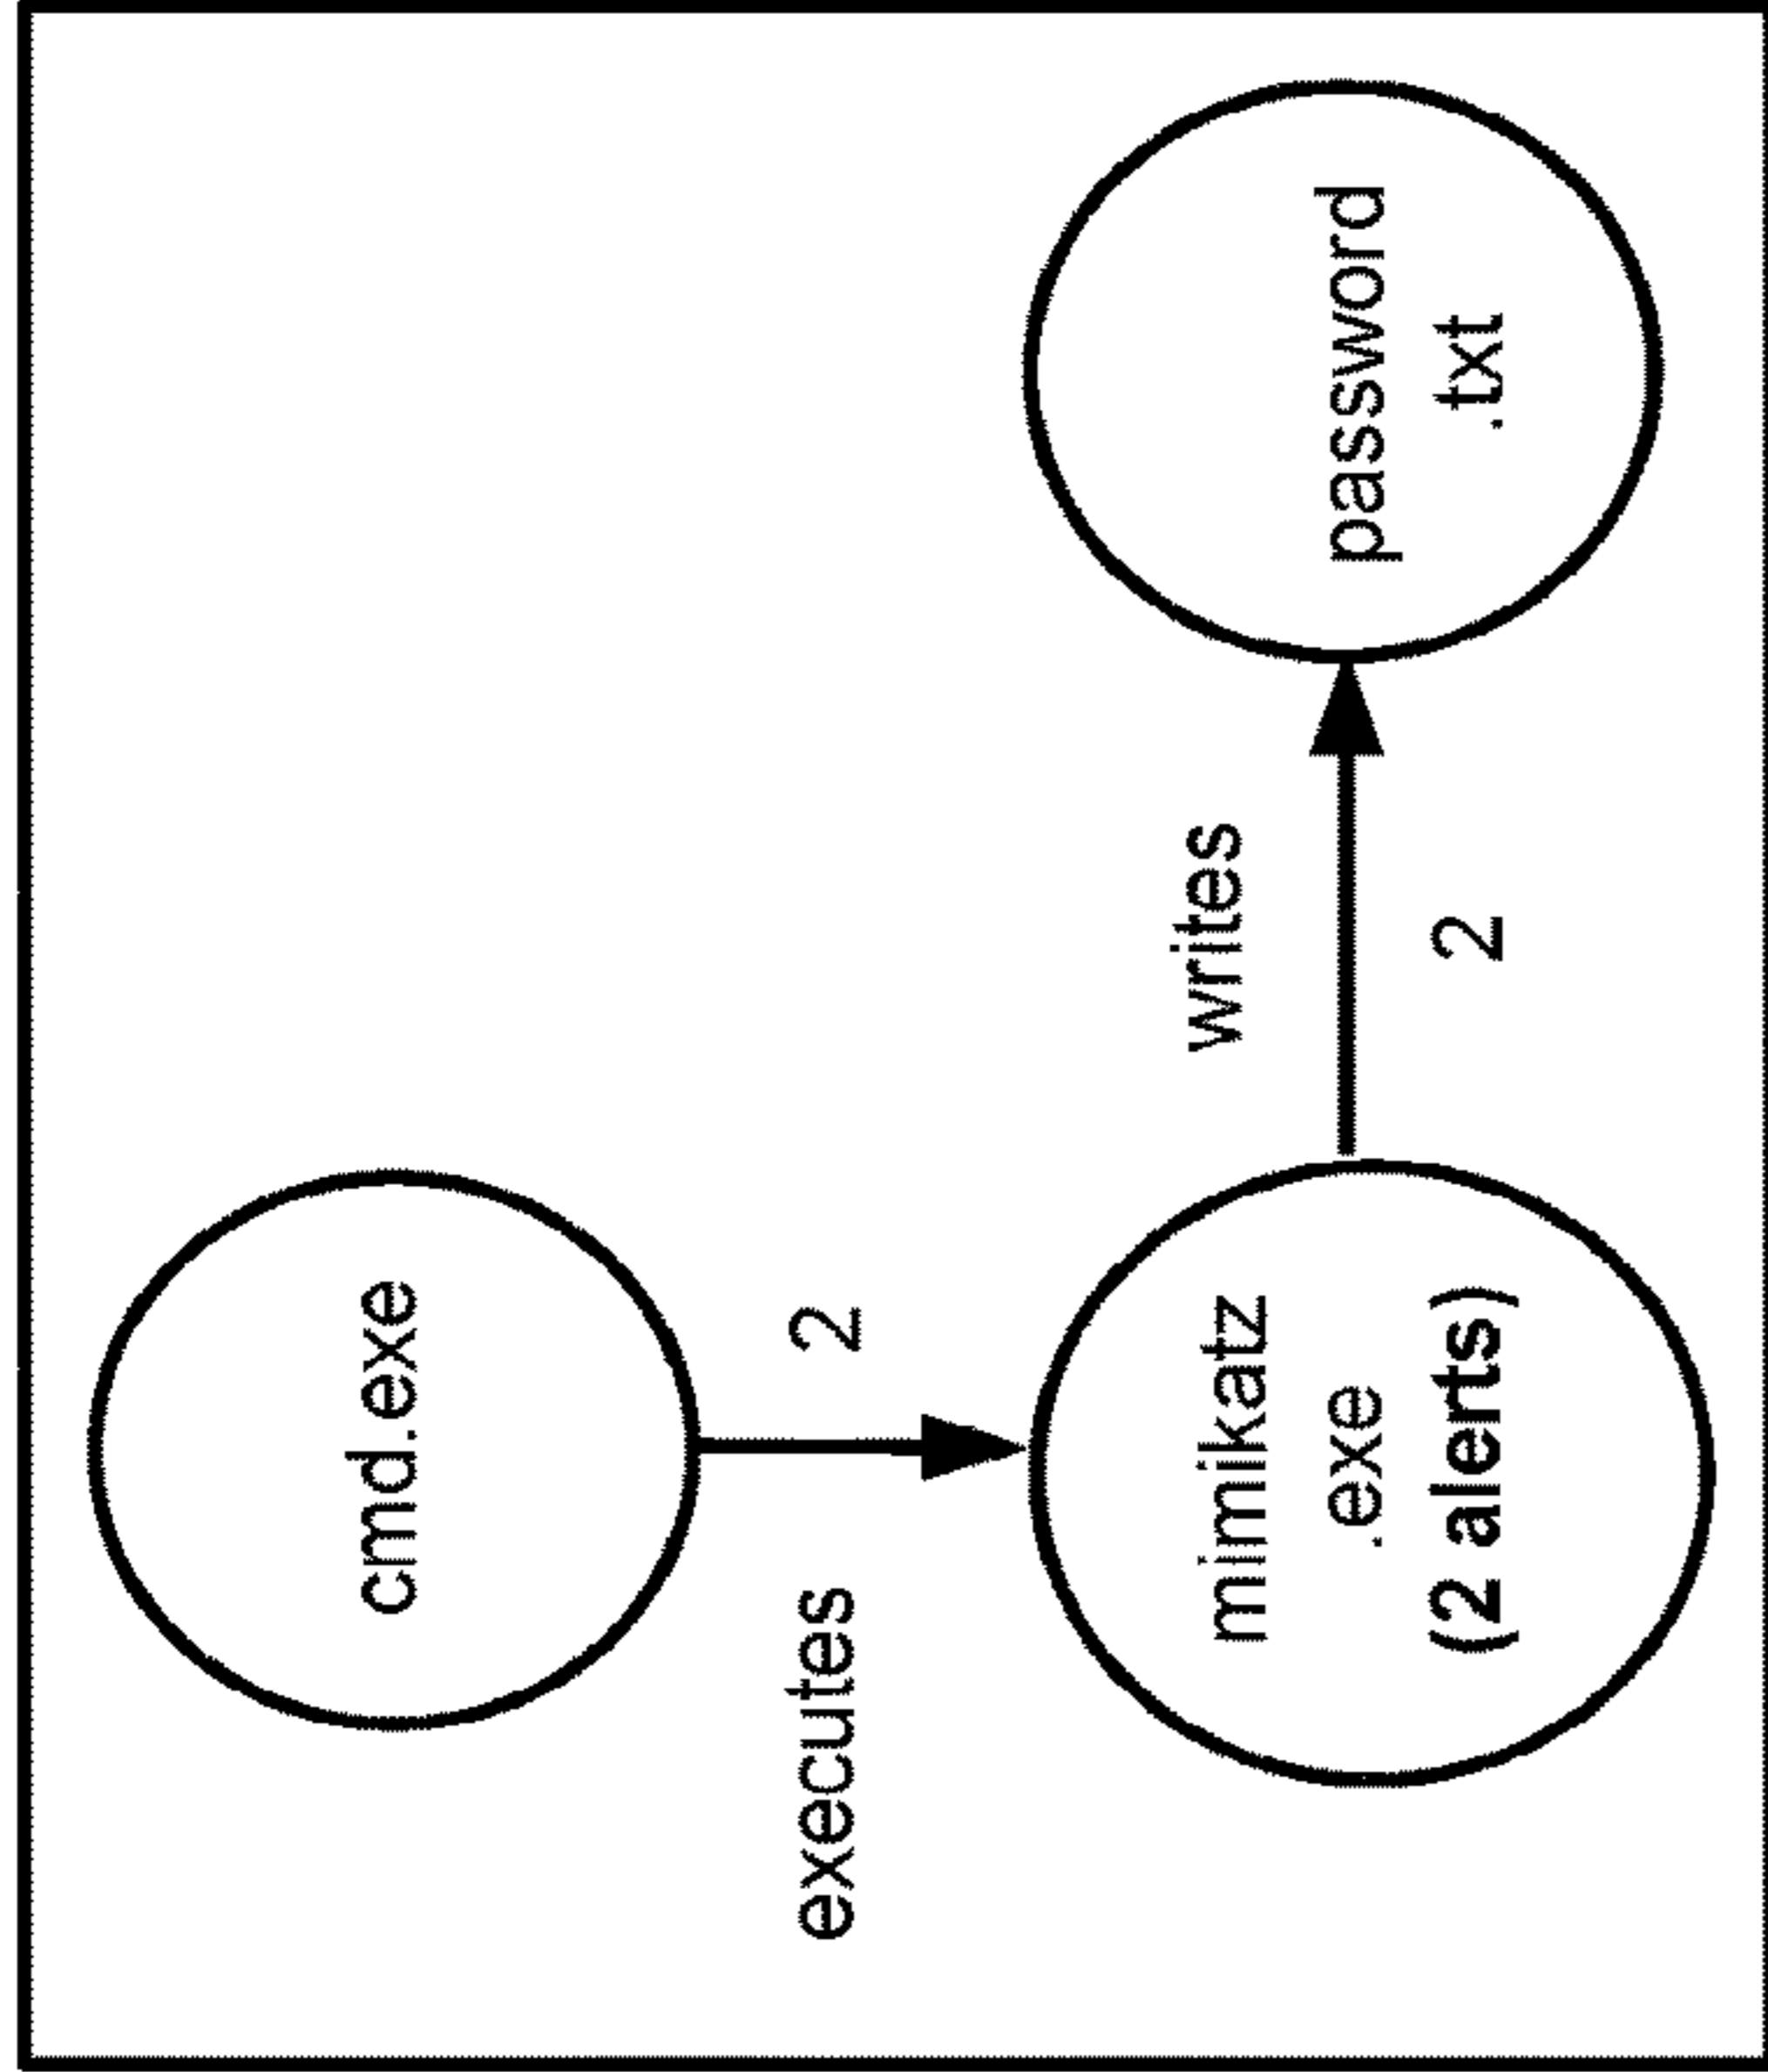 cmd.exe
executes
2
mimikatz
.exe
(2 alerts)
writes
2
password
.txt